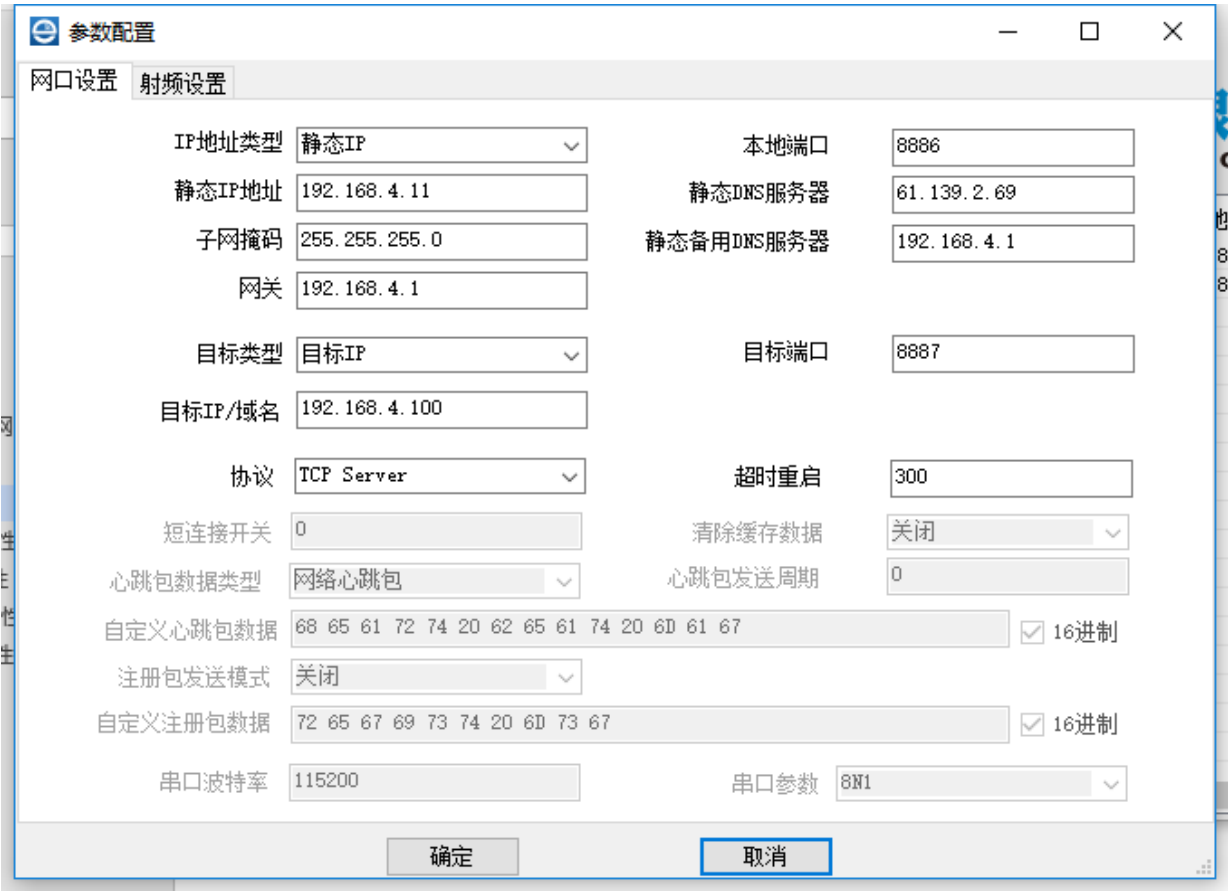 参数配置
网口设置 射频设置
IP地址类型 静态IP 本地端口 8886
静态IP地址 192.168.4.11 静态DNS服务器 61.139.2.69
子网掩码 255.255.255.0 静态备用DNS服务器 192.168.4.1
网关 192.168.4.1
目标类型 目标IP 目标端口 8887
目标IP/域名 192.168.4.100
协议 TCP Server 超时重启 300
短连接开关 0 清除缓存数据 关闭
心跳包数据类型 网络心跳包 心跳包发送周期 0
自定义心跳包数据 68 65 61 72 74 20 62 65 61 74 20 6D 61 67 16进制
注册包发送模式 关闭
自定义注册包数据 72 65 67 69 73 74 20 6D 73 67 16进制
串口波特率 115200 串口参数 8N1
确定 取消